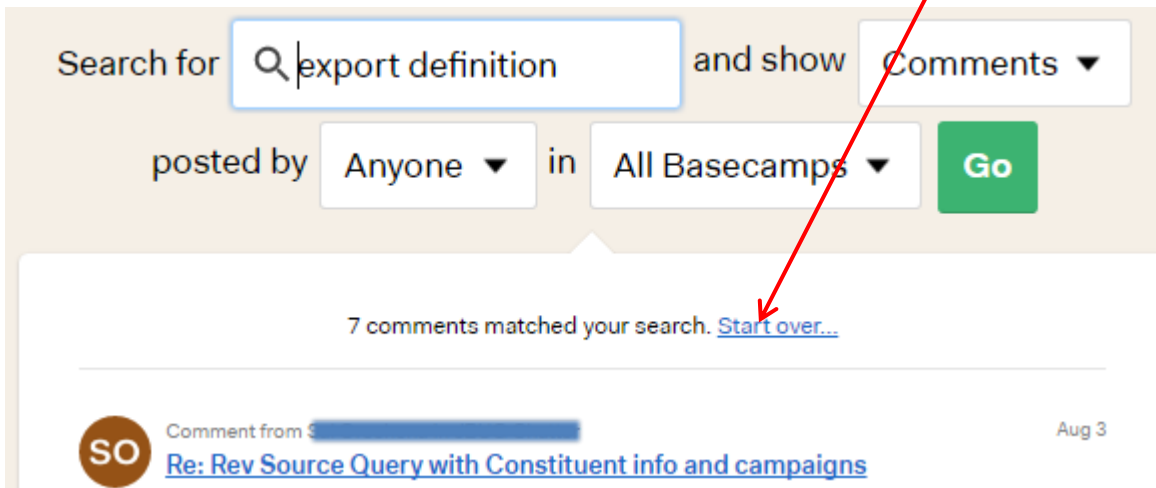 Search for export definition and show Comments
posted by Anyone in All Basecamps Go
7 comments matched your search. Start over...
Comment from
Aug 3
SO
Re: Rev Source Query with Constituent info and campaigns